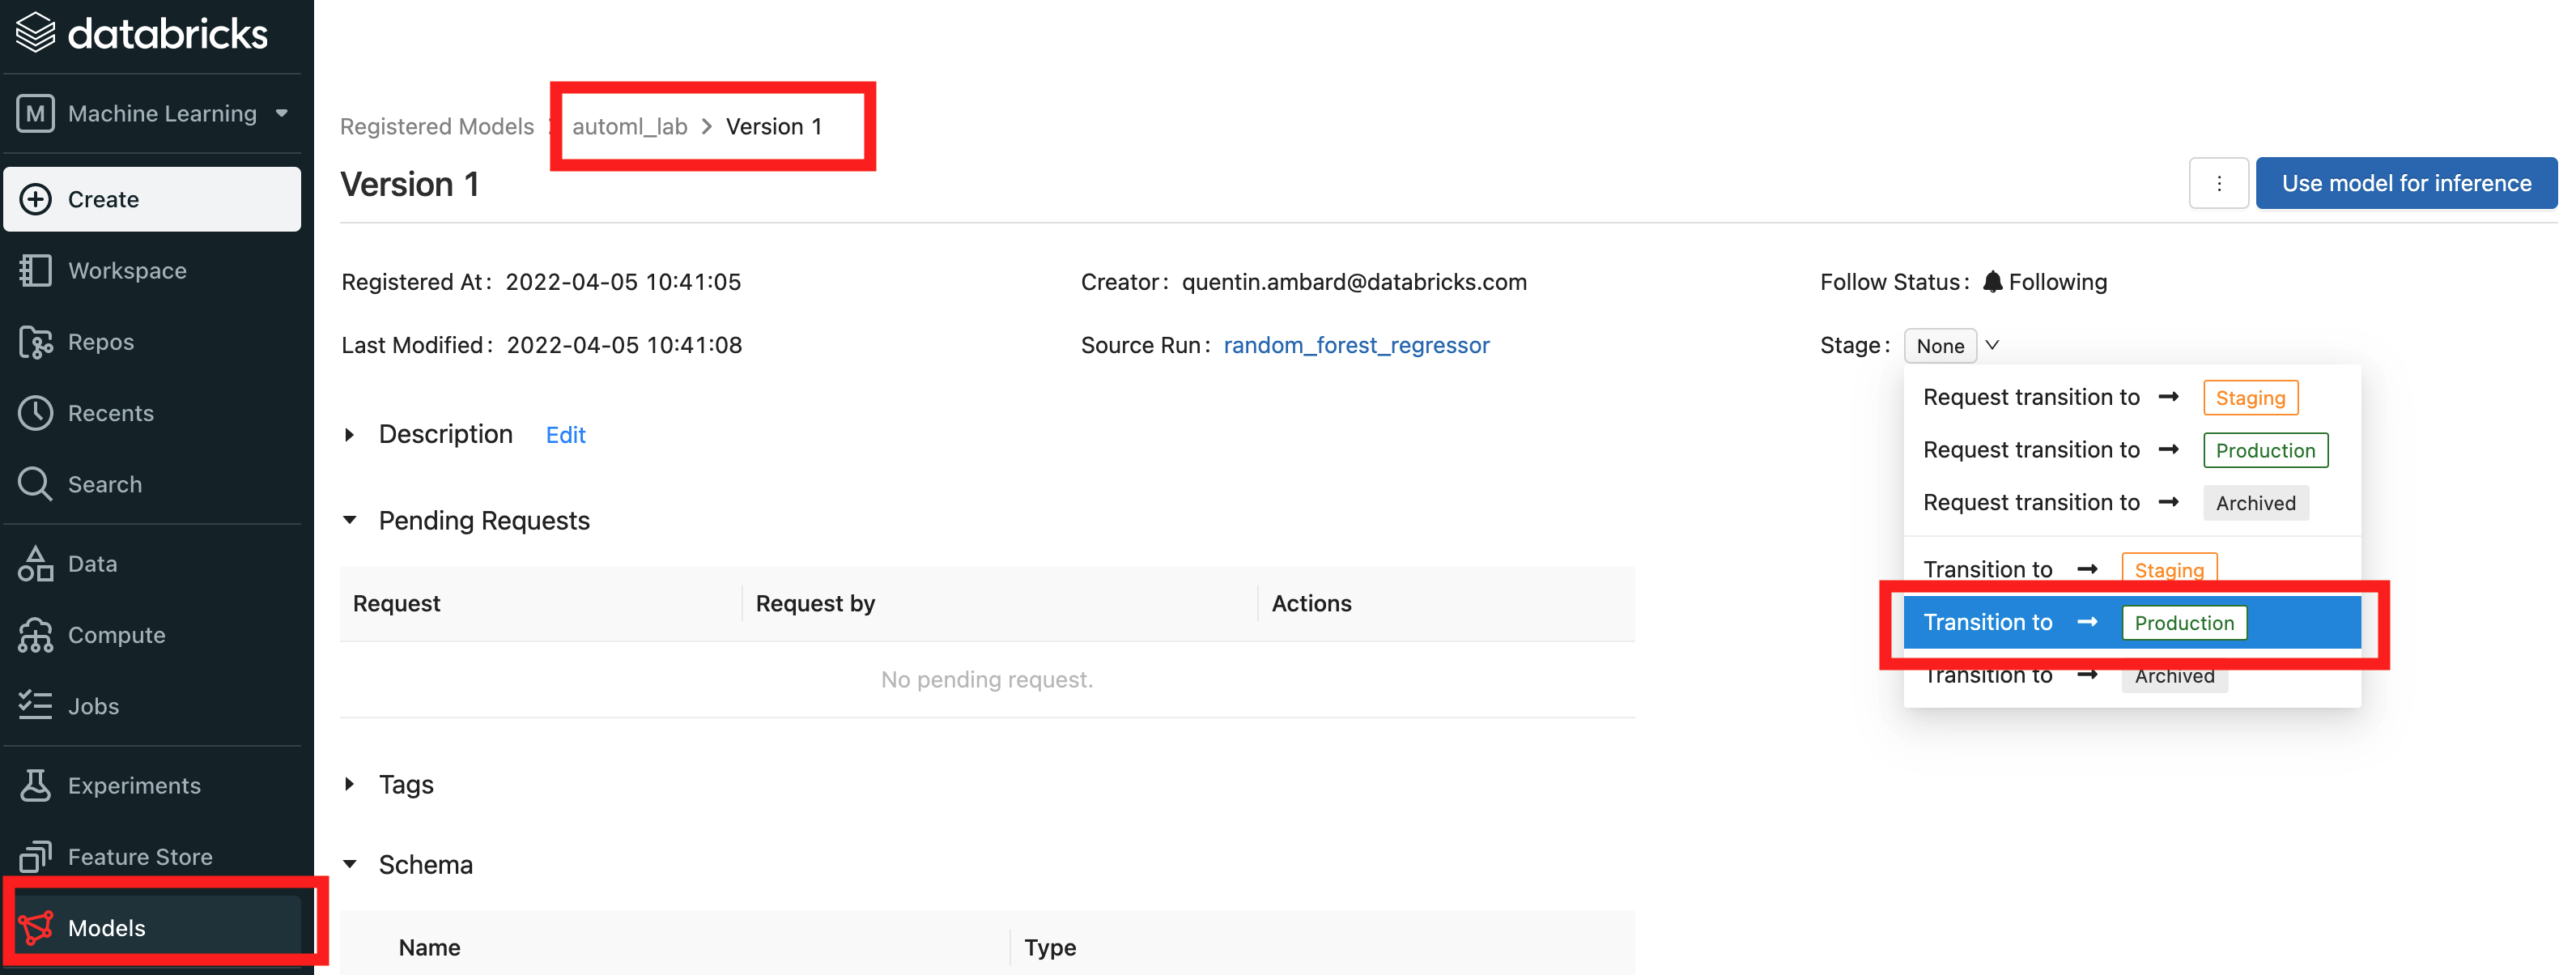 databricks
M Machine Learning
Create
Workspace
Repos
Recents
Search
Data
Compute
Jobs
Experiments
Feature Store
Models
Registered Models automl_lab > Version 1
Version 1
Use model for inference
Registered At: 2022-04-05 10:41:05
Creator: quentin.ambard@databricks.com
Follow Status: Following
Last Modified: 2022-04-05 10:41:08
Source Run: random_forest_regressor
Stage: None
Request transition to → Staging
Request transition to → Production
Request transition to → Archived
Transition to → Staging
Transition to → Production
Transition to → Archived
Description Edit
Pending Requests
Request Request by Actions
No pending request.
Tags
Schema
Name Type